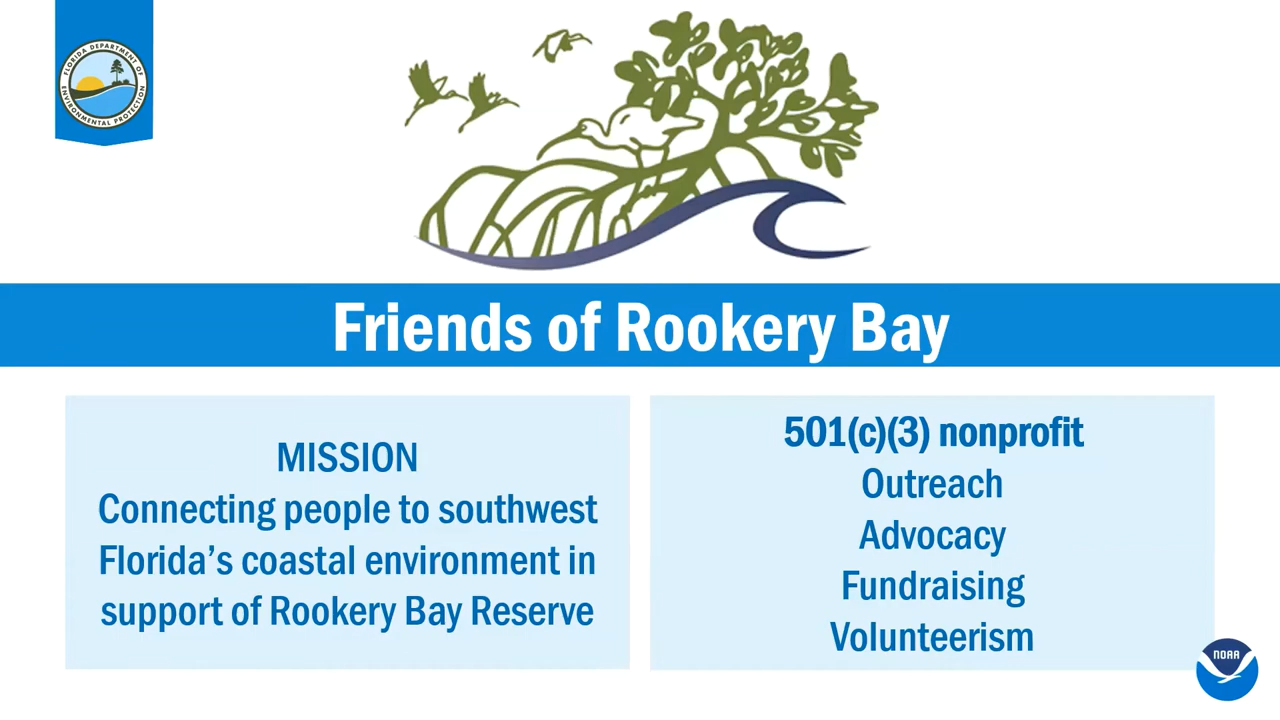 FLORIDA DEPARTMENT OF
ENVIRONMENTAL PROTECTION
Friends of Rookery Bay
MISSION
Connecting people to southwest
Florida’s coastal environment in
support of Rookery Bay Reserve
501(c)(3) nonprofit
Outreach
Advocacy
Fundraising
Volunteerism
NOAA